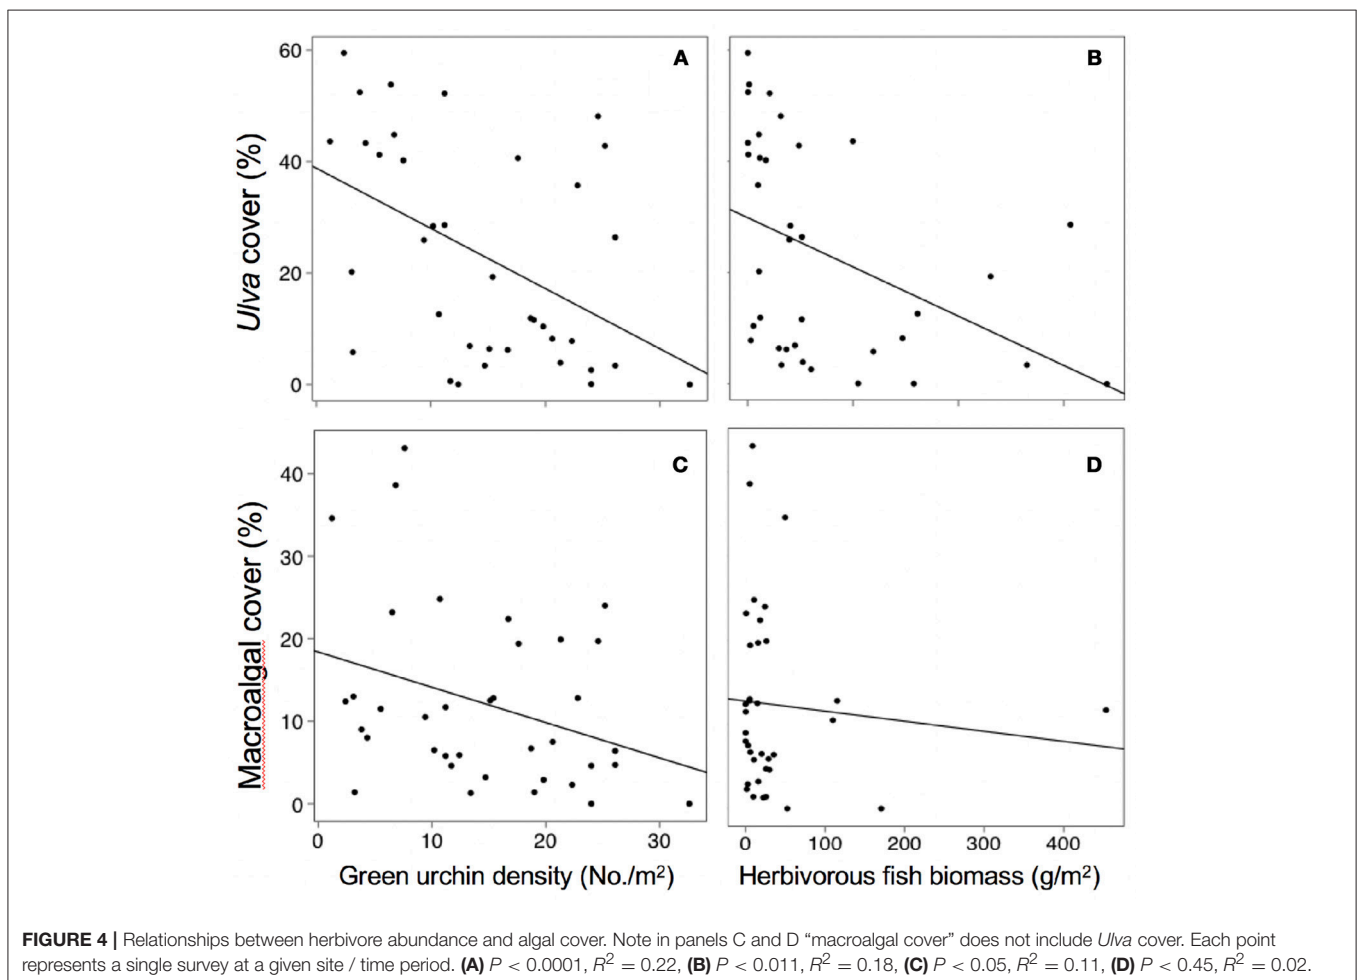 A
B
60
40
20
0
Ulva cover (%)
C
D
40
30
20
10
0
Macroalgal cover (%)
0 10 20 30
0 100 200 300 400
Green urchin density (No./m²)
Herbivorous fish biomass (g/m²)
FIGURE 4 | Relationships between herbivore abundance and algal cover. Note in panels C and D “macroalgal cover” does not include Ulva cover. Each point
represents a single survey at a given site / time period. (A) P < 0.0001, R² = 0.22, (B) P < 0.011, R² = 0.18, (C) P < 0.05, R² = 0.11, (D) P < 0.45, R² = 0.02.